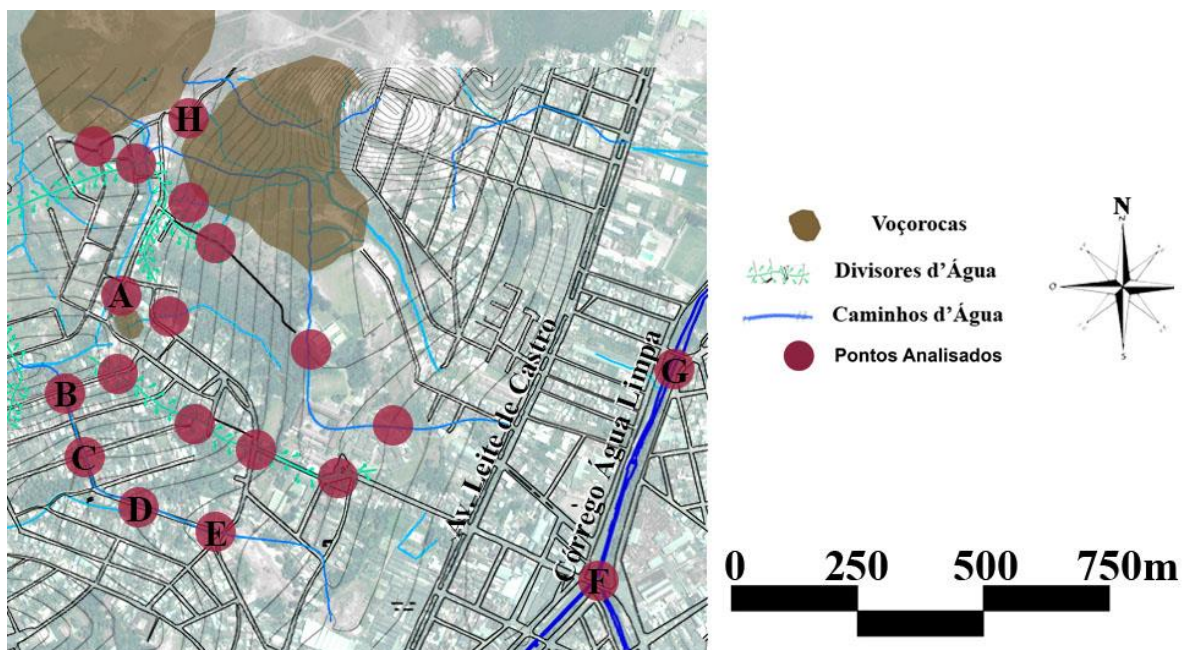 H
A
B
C
D
E
F
G
Av. Leite de Castro
Córrego Água Limpa
Voçorocas
Divisores d'Água
Caminhos d'Água
Pontos Analisados
N
O
S
0 250 500 750m